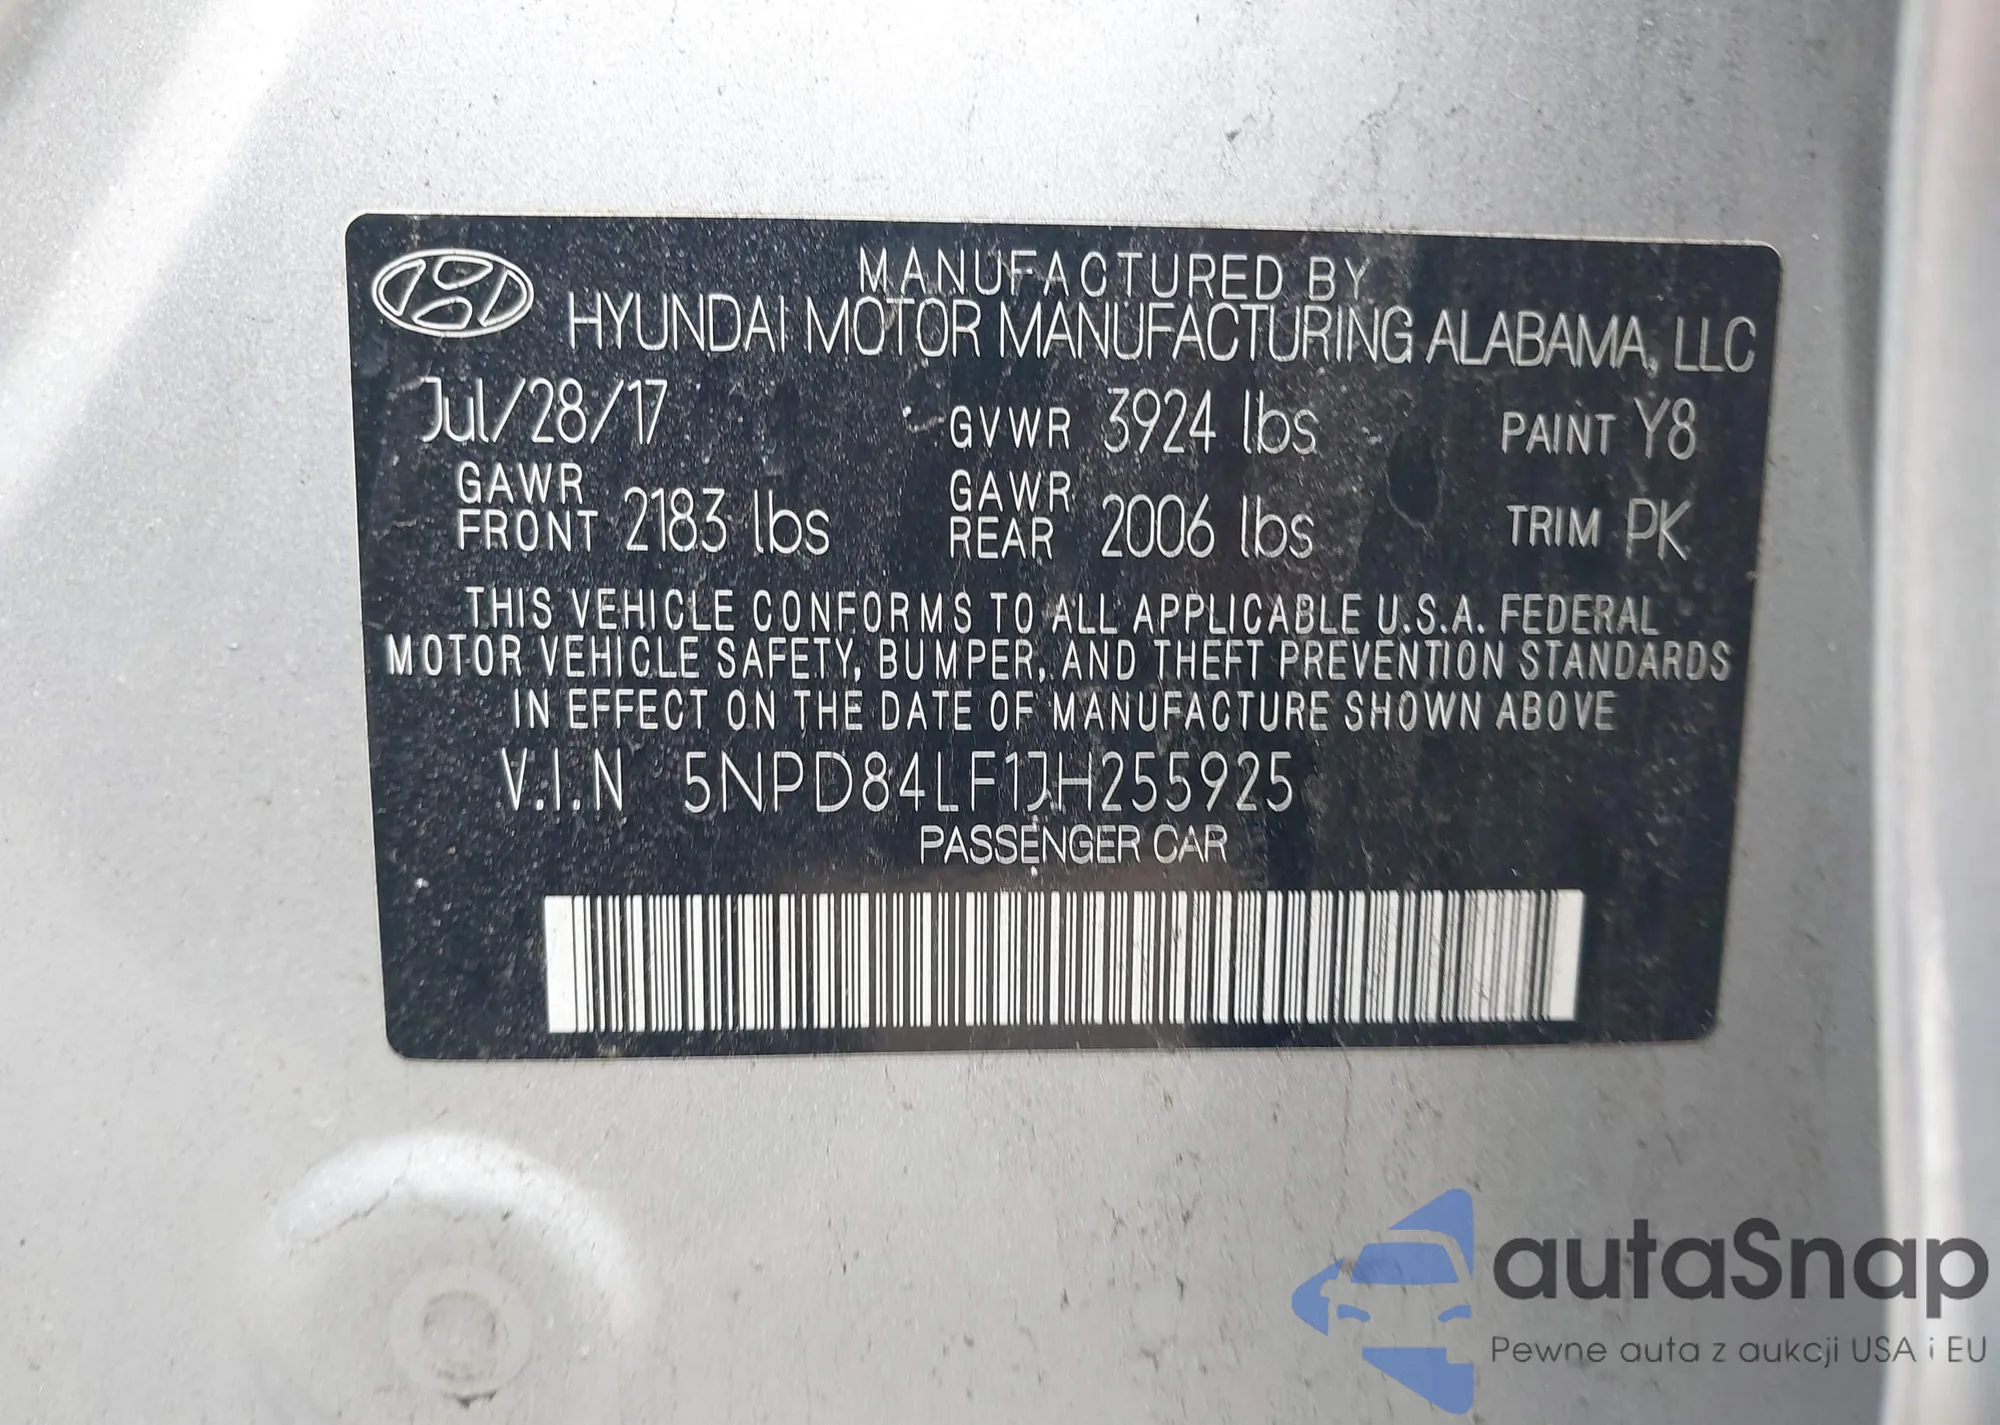 MANUFACTURED BY
HYUNDAI MOTOR MANUFACTURING ALABAMA, LLC
Jul/28/17 GVWR 3924 lbs PAINT Y8
GAWR FRONT 2183 lbs GAWR REAR 2006 lbs TRIM PK
THIS VEHICLE CONFORMS TO ALL APPLICABLE U.S.A. FEDERAL
MOTOR VEHICLE SAFETY, BUMPER, AND THEFT PREVENTION STANDARDS
IN EFFECT ON THE DATE OF MANUFACTURE SHOWN ABOVE
V.I.N 5NPD84LF1JH255925
PASSENGER CAR
autaSnap
Pewne auta z aukcji USA i EU